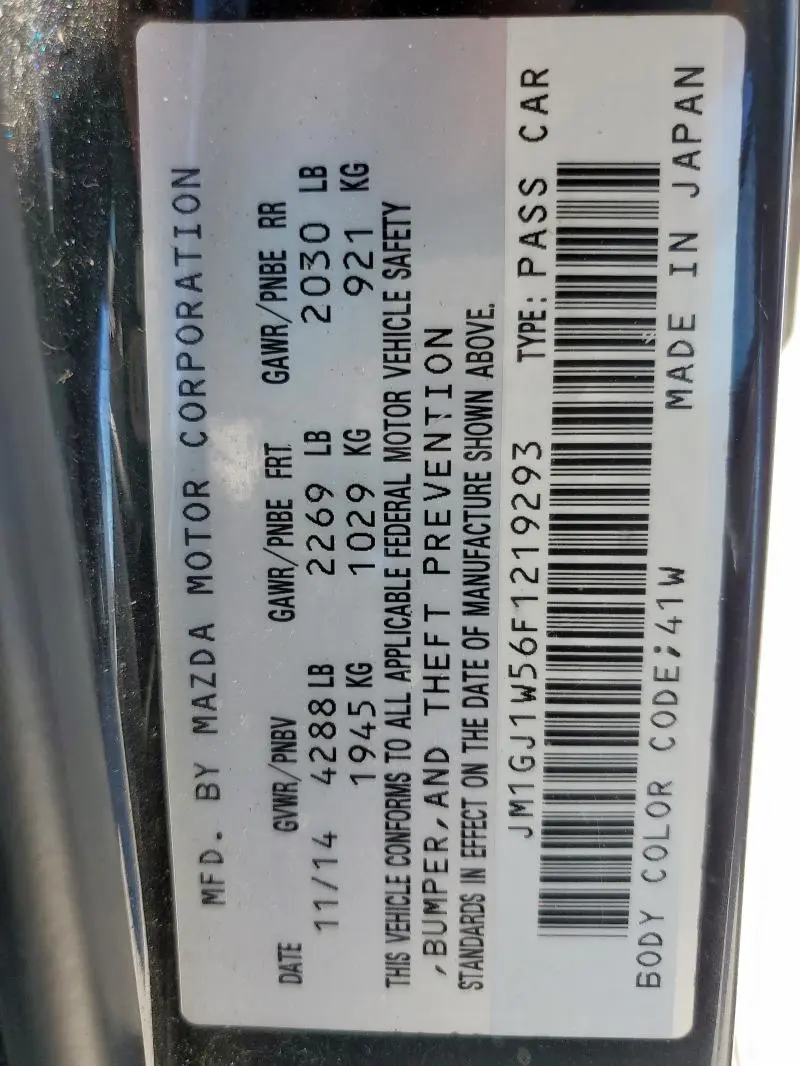 MFD. BY MAZDA MOTOR CORPORATION
DATE GVWR/PNBV GAWR/PNBE FRT GAWR/PNBE RR
11/14 4288 LB 2269 LB 2030 LB
1945 KG 1029 KG 921 KG
THIS VEHICLE CONFORMS TO ALL APPLICABLE FEDERAL MOTOR VEHICLE SAFETY
,BUMPER,AND THEFT PREVENTION
STANDARDS IN EFFECT ON THE DATE OF MANUFACTURE SHOWN ABOVE.
JM1GJ1W56F1219293 TYPE: PASS CAR
BODY COLOR CODE;41W MADE IN JAPAN